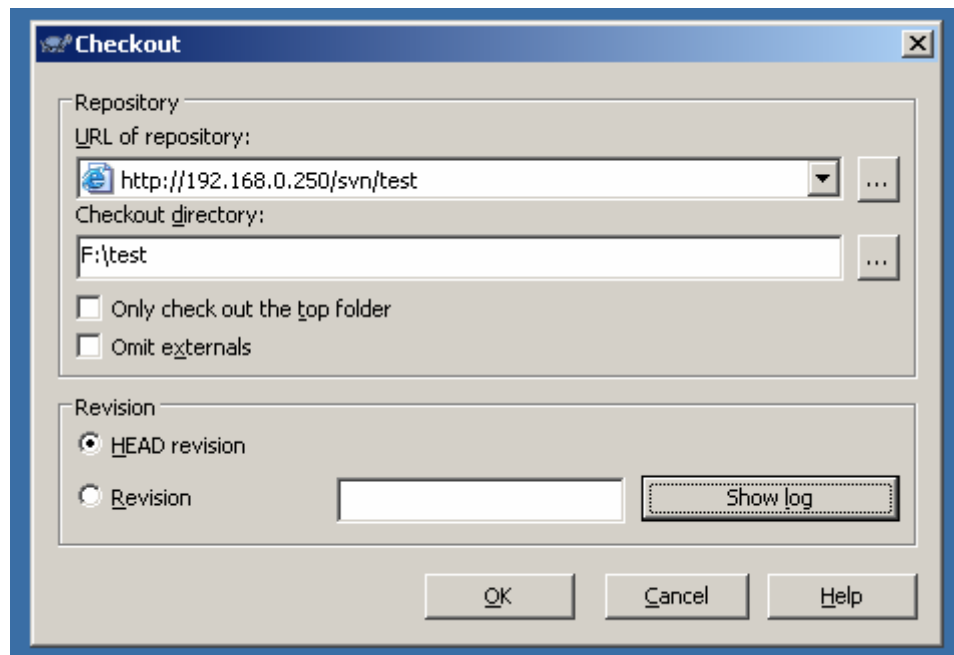 Checkout
Repository
URL of repository:
http://192.168.0.250/svn/test
...
Checkout directory:
F:\test
...
Only check out the top folder
Omit externals
Revision
HEAD revision
Revision
Show log
OK
Cancel
Help